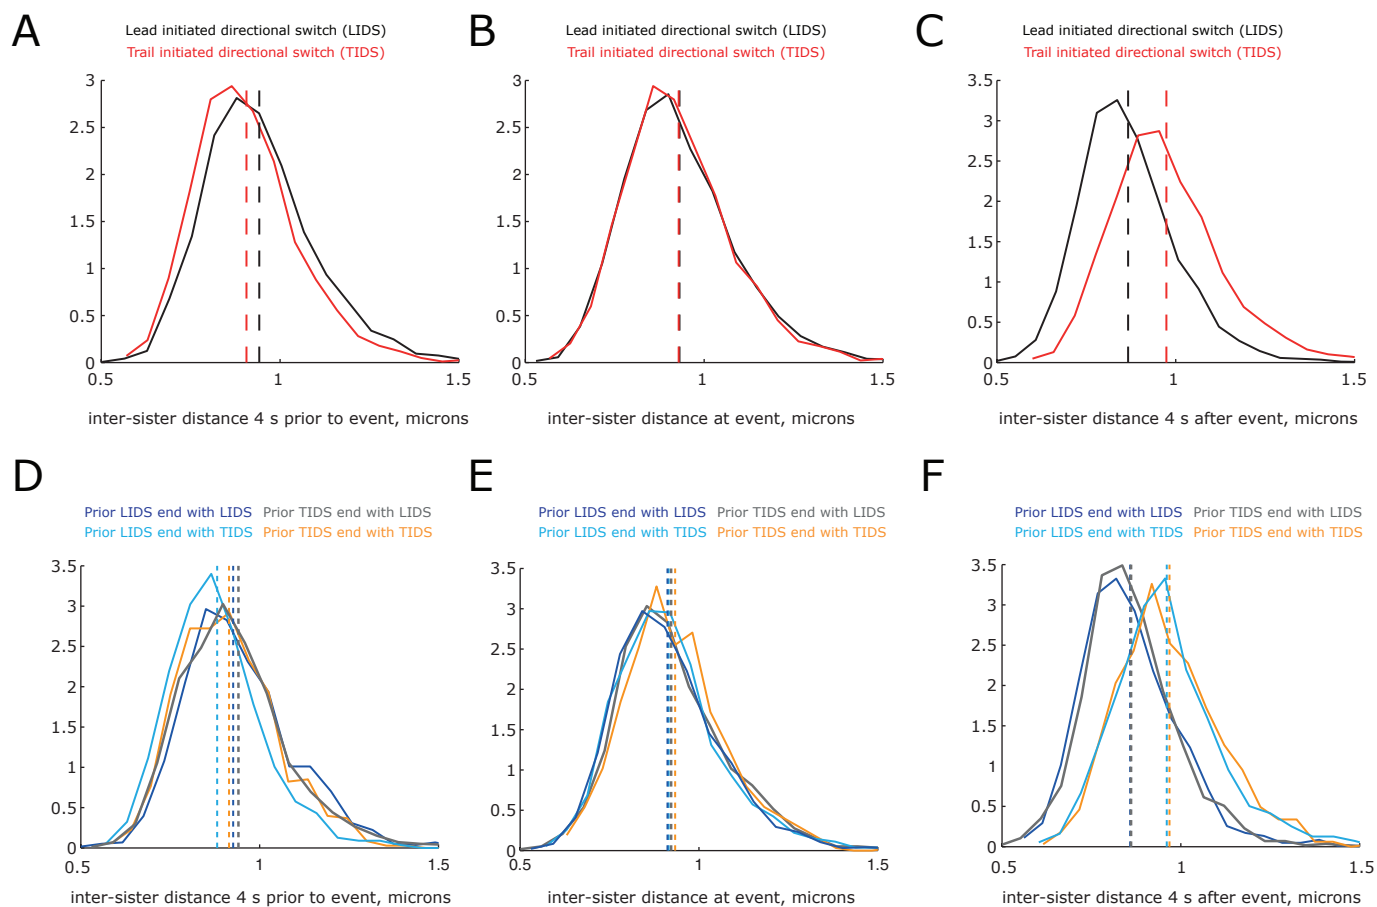 A
Lead initiated directional switch (LIDS)
Trail initiated directional switch (TIDS)
3
2.5
2
1.5
1
0.5
0
0.5
1
1.5
inter-sister distance 4 s prior to event, microns
B
Lead initiated directional switch (LIDS)
Trail initiated directional switch (TIDS)
3
2.5
2
1.5
1
0.5
0
0.5
1
1.5
inter-sister distance at event, microns
C
Lead initiated directional switch (LIDS)
Trail initiated directional switch (TIDS)
3.5
3
2.5
2
1.5
1
0.5
0
0.5
1
1.5
inter-sister distance 4 s after event, microns
D
Prior LIDS end with LIDS Prior TIDS end with LIDS
Prior LIDS end with TIDS Prior TIDS end with TIDS
3.5
3
2.5
2
1.5
1
0.5
0
0.5
1
1.5
inter-sister distance 4 s prior to event, microns
E
Prior LIDS end with LIDS Prior TIDS end with LIDS
Prior LIDS end with TIDS Prior TIDS end with TIDS
3.5
3
2.5
2
1.5
1
0.5
0
0.5
1
1.5
inter-sister distance at event, microns
F
Prior LIDS end with LIDS Prior TIDS end with LIDS
Prior LIDS end with TIDS Prior TIDS end with TIDS
3.5
3
2.5
2
1.5
1
0.5
0
0.5
1
1.5
inter-sister distance 4 s after event, microns